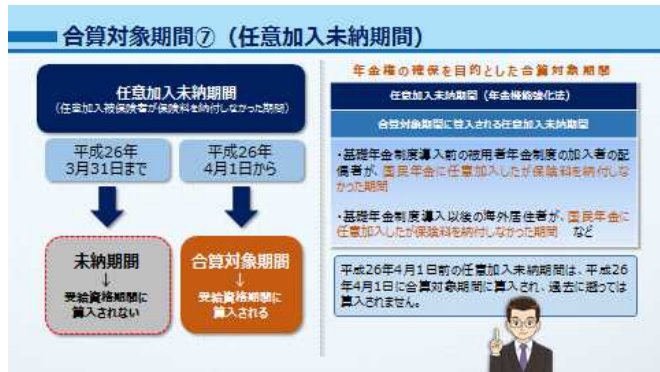 合算対象期間⑦（任意加入未納期間）
任意加入未納期間
（任意加入被保険者が保険料を納付しなかった期間）
平成26年
3月31日まで
平成26年
4月1日から
未納期間
↓
受給資格期間に
算入されない
合算対象期間
↓
受給資格期間に
算入される
年金権の確保を目的とした合算対象期間
任意加入未納期間（年金機能強化法）
合算対象期間に算入される任意加入未納期間
・基礎年金制度導入前の被用者年金制度の加入者の配
偶者が、国民年金に任意加入したが保険料を納付しな
かった期間
・基礎年金制度導入以後の海外居住者が、国民年金に
任意加入したが保険料を納付しなかった期間　など
平成26年4月1日前の任意加入未納期間は、平成26
年4月1日に合算対象期間に算入され、過去に遡っては
算入されません。